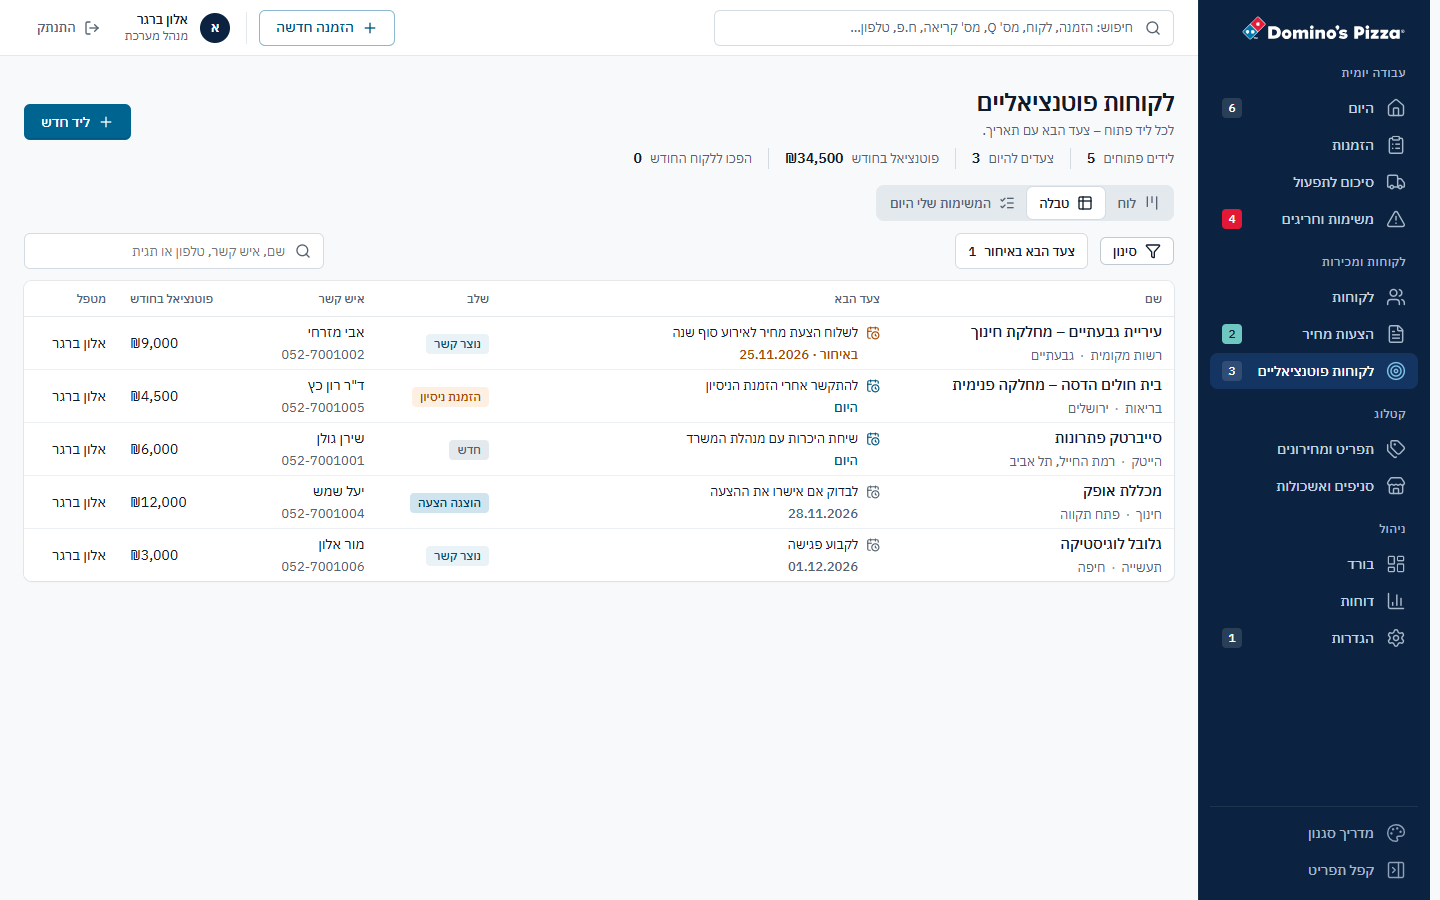 Domino's Pizza
עבודה יומית
היום 6
הזמנות
סיכום לתפעול
משימות וחריגים 4
לקוחות ומכירות
לקוחות
הצעות מחיר 2
לקוחות פוטנציאליים 3
קטלוג
תפריט ומחירונים
סניפים ואשכולות
ניהול
בורד
דוחות
הגדרות 1
מדריך סגנון
קפל תפריט
חיפוש: הזמנה, לקוח, מס' Q, מס' קריאה, ח.פ, טלפון...
הזמנה חדשה
א
אלון ברגר
מנהל מערכת
התנתק
לקוחות פוטנציאליים
לכל ליד פתוח – צעד הבא עם תאריך.
ליד חדש
לידים פתוחים 5 צעדים להיום 3 פוטנציאל בחודש ₪34,500 הפכו ללקוח החודש 0
לוח טבלה המשימות שלי היום
סינון צעד הבא באיחור 1
שם, איש קשר, טלפון או תגית
שם צעד הבא שלב איש קשר פוטנציאל בחודש מטפל
עיריית גבעתיים – מחלקת חינוך לשלוח הצעת מחיר לאירוע סוף שנה נוצר קשר אבי מזרחי ₪9,000 אלון ברגר
רשות מקומית · גבעתיים באיחור · 25.11.2026 052-7001002
בית חולים הדסה – מחלקה פנימית להתקשר אחרי הזמנת הניסיון הזמנת ניסיון ד"ר רון כץ ₪4,500 אלון ברגר
בריאות · ירושלים היום 052-7001005
סייברטק פתרונות שיחת היכרות עם מנהלת המשרד חדש שירן גולן ₪6,000 אלון ברגר
הייטק · רמת החייל, תל אביב היום 052-7001001
מכללת אופק לבדוק אם אישרו את ההצעה הוצגה הצעה יעל שמש ₪12,000 אלון ברגר
חינוך · פתח תקווה 28.11.2026 052-7001004
גלובל לוגיסטיקה לקבוע פגישה נוצר קשר מור אלון ₪3,000 אלון ברגר
תעשייה · חיפה 01.12.2026 052-7001006